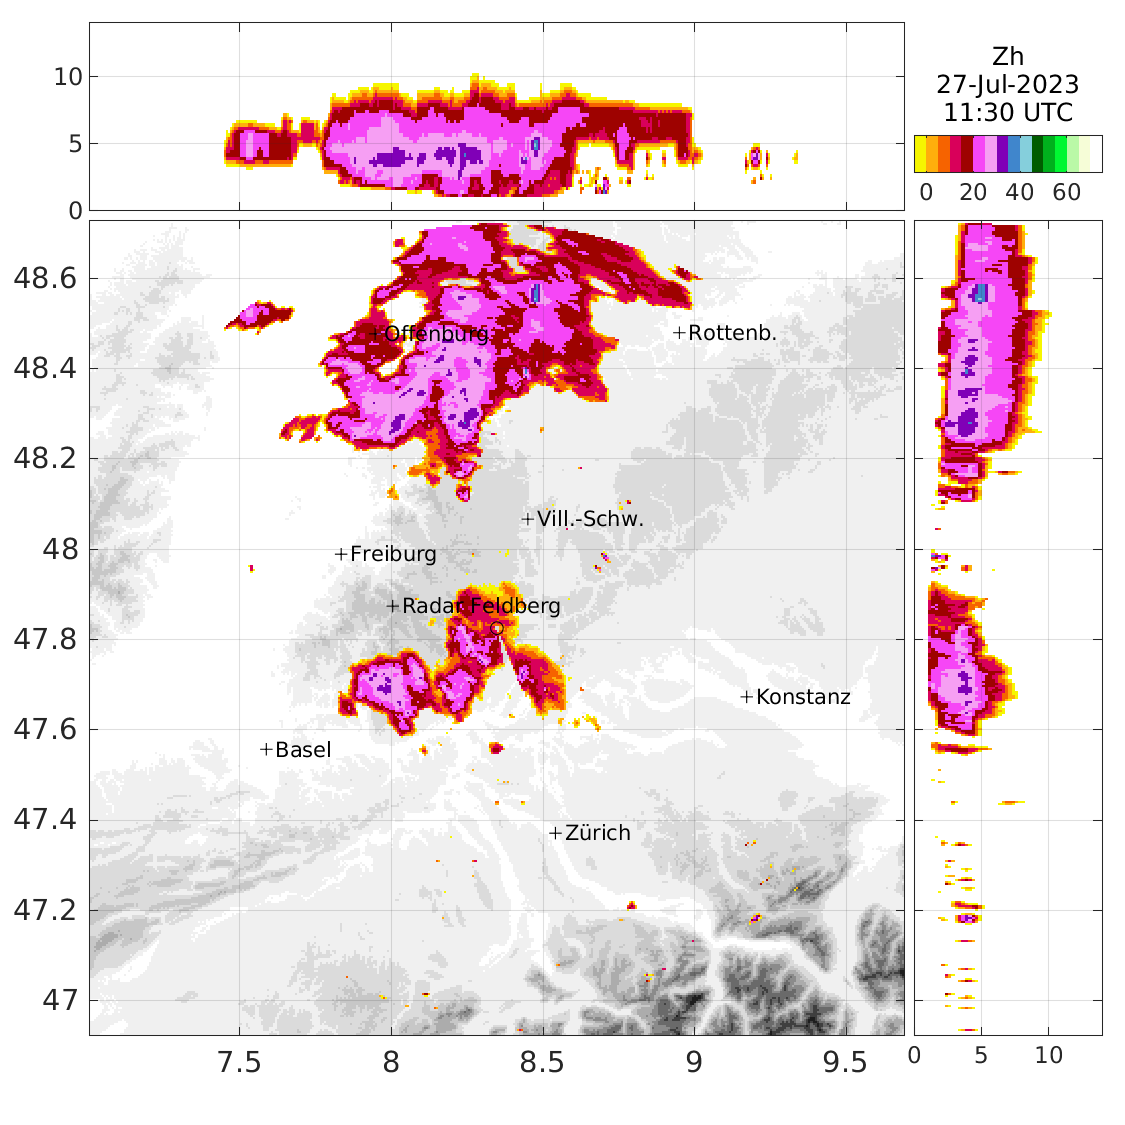 10
5
0
Zh
27-Jul-2023
11:30 UTC
0 20 40 60
48.6
48.4
48.2
48
47.8
47.6
47.4
47.2
47
+Offenburg
+Rottenb.
+Vill.-Schw.
+Freiburg
+Radar Feldberg
+Konstanz
+Basel
+Zürich
7.5 8 8.5 9 9.5
0 5 10